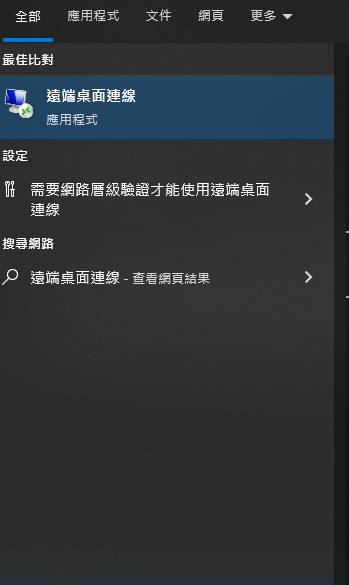 全部 應用程式 文件 網頁 更多
最佳比對
遠端桌面連線
應用程式
設定
需要網路層級驗證才能使用遠端桌面
連線
搜尋網路
遠端桌面連線 - 查看網頁結果